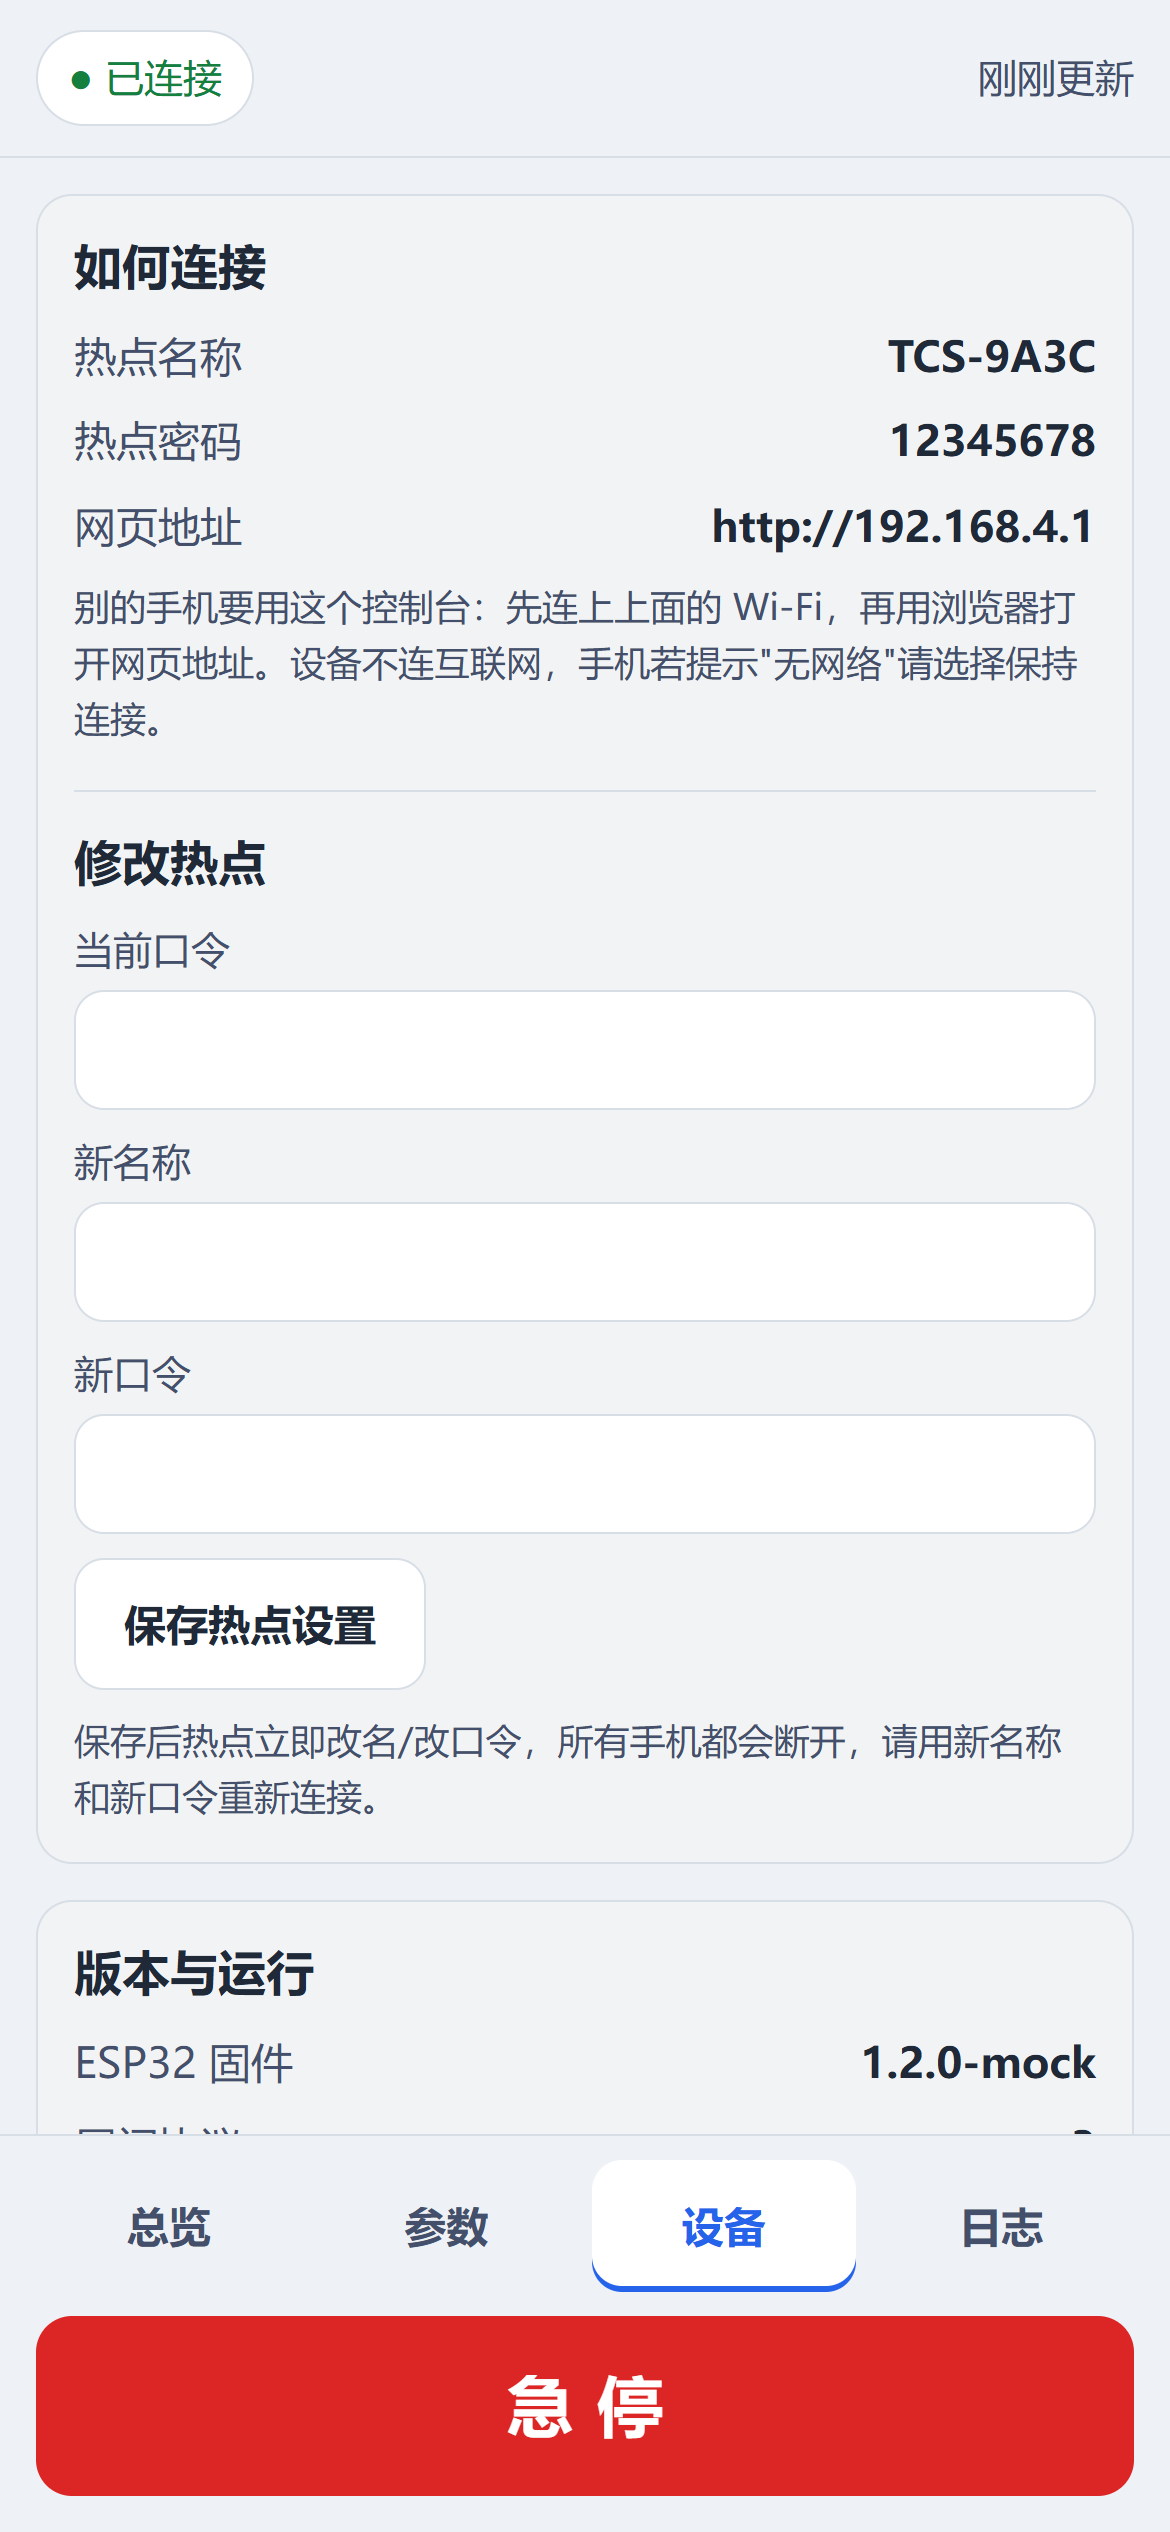 已连接
刚刚更新
如何连接
热点名称 TCS-9A3C
热点密码 12345678
网页地址 http://192.168.4.1
别的手机要用这个控制台：先连上上面的 Wi-Fi，再用浏览器打
开网页地址。设备不连互联网，手机若提示"无网络"请选择保持
连接。
修改热点
当前口令
新名称
新口令
保存热点设置
保存后热点立即改名/改口令，所有手机都会断开，请用新名称
和新口令重新连接。
版本与运行
ESP32 固件 1.2.0-mock
总览
参数
设备
日志
急 停